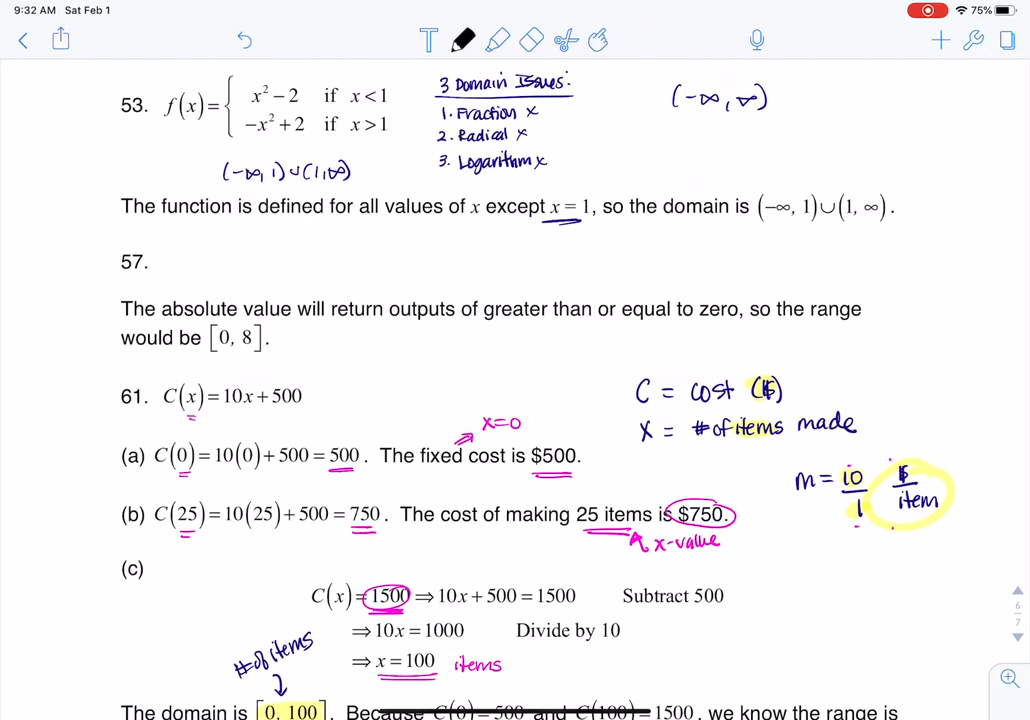 9:32 AM Sat Feb 1
75%
3 Domain Issues:
53. f(x) = { x² − 2 if x < 1
−x² + 2 if x > 1
1. Fraction x
2. Radical x
3. Logarithm x
(-∞, ∞)
(-∞, 1) ∪ (1, ∞)
The function is defined for all values of x except x = 1, so the domain is (−∞, 1)∪(1, ∞).
57.
The absolute value will return outputs of greater than or equal to zero, so the range
would be [0, 8].
61. C(x) = 10x + 500
C = cost ($)
x = # of items made
x=0
(a) C(0) = 10(0) + 500 = 500. The fixed cost is $500.
m = 10/1 $/item
(b) C(25) = 10(25) + 500 = 750. The cost of making 25 items is $750.
x-value
(c)
C(x) = 1500 ⇒ 10x + 500 = 1500 Subtract 500
⇒ 10x = 1000 Divide by 10
⇒ x = 100 items
# of items
The domain is [0, 100]. Because C(0) = 500 and C(100) = 1500, we know the range is
6
7